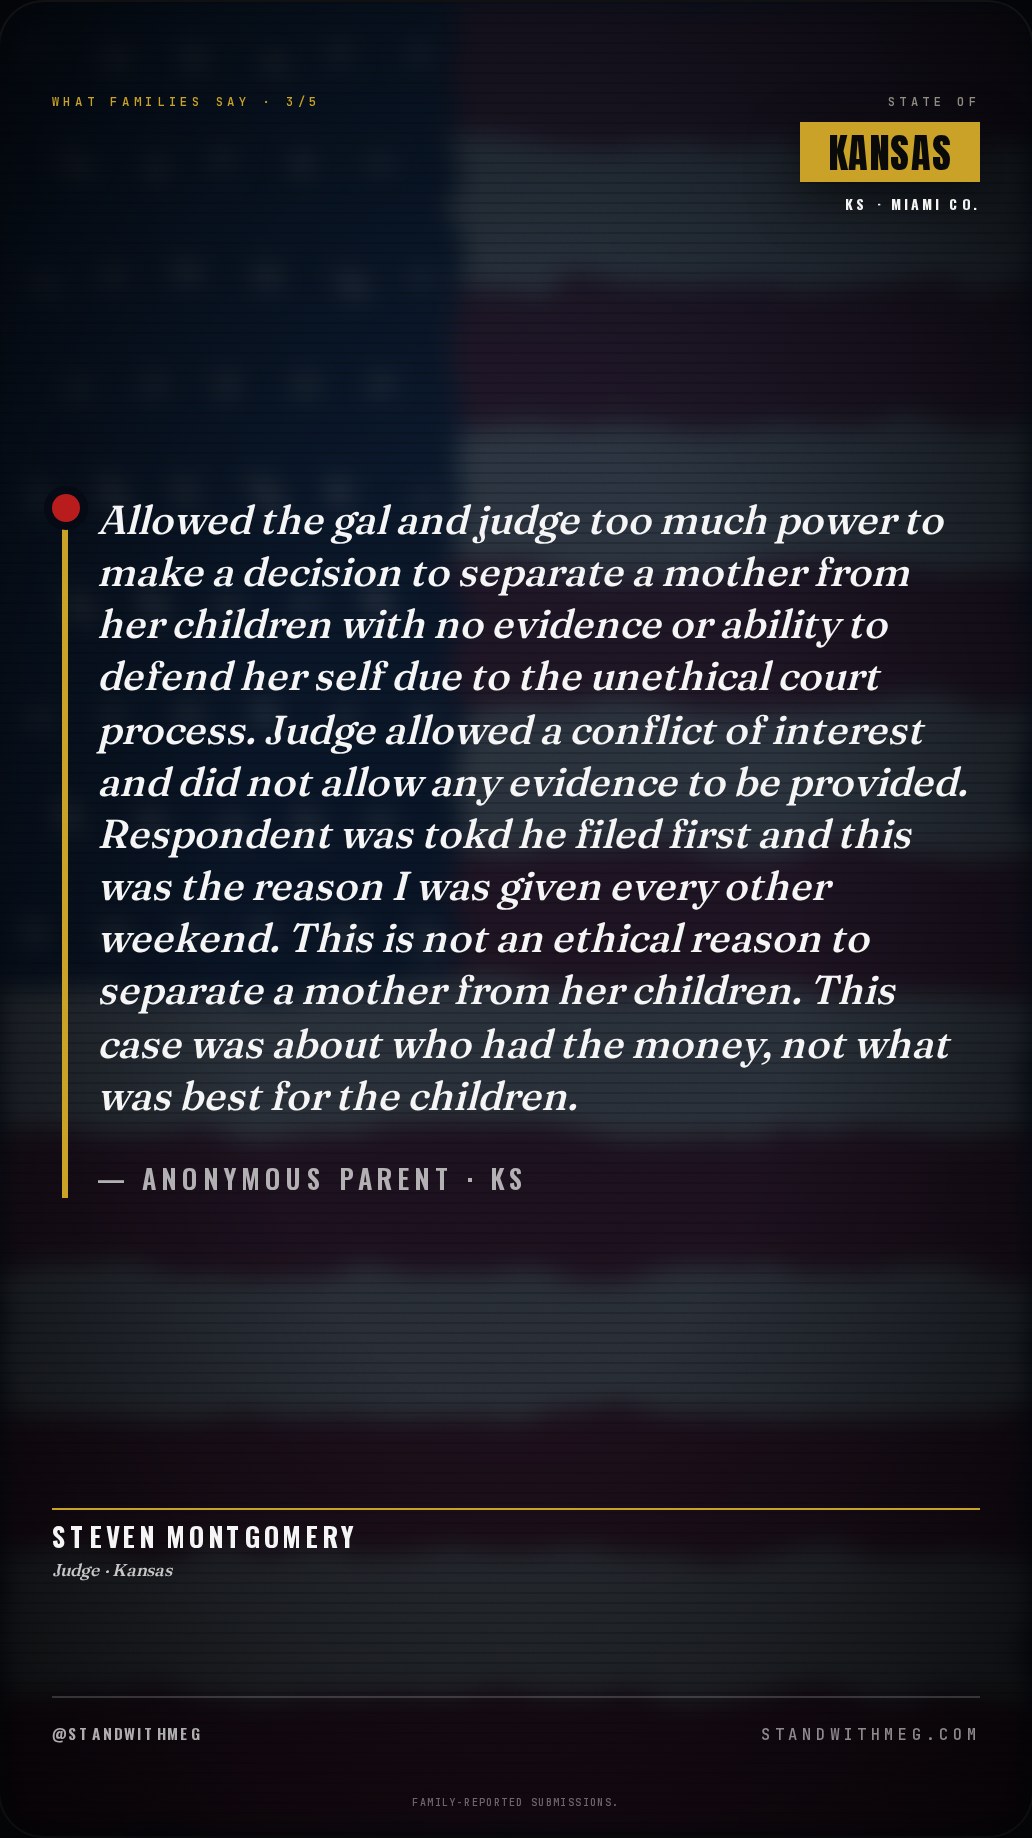 WHAT FAMILIES SAY · 3/5
STATE OF
KANSAS
KS · MIAMI CO.
Allowed the gal and judge too much power to
make a decision to separate a mother from
her children with no evidence or ability to
defend her self due to the unethical court
process. Judge allowed a conflict of interest
and did not allow any evidence to be provided.
Respondent was tokd he filed first and this
was the reason I was given every other
weekend. This is not an ethical reason to
separate a mother from her children. This
case was about who had the money, not what
was best for the children.
— ANONYMOUS PARENT · KS
STEVEN MONTGOMERY
Judge · Kansas
@STANDWITHMEG
STANDWITHMEG.COM
FAMILY-REPORTED SUBMISSIONS.